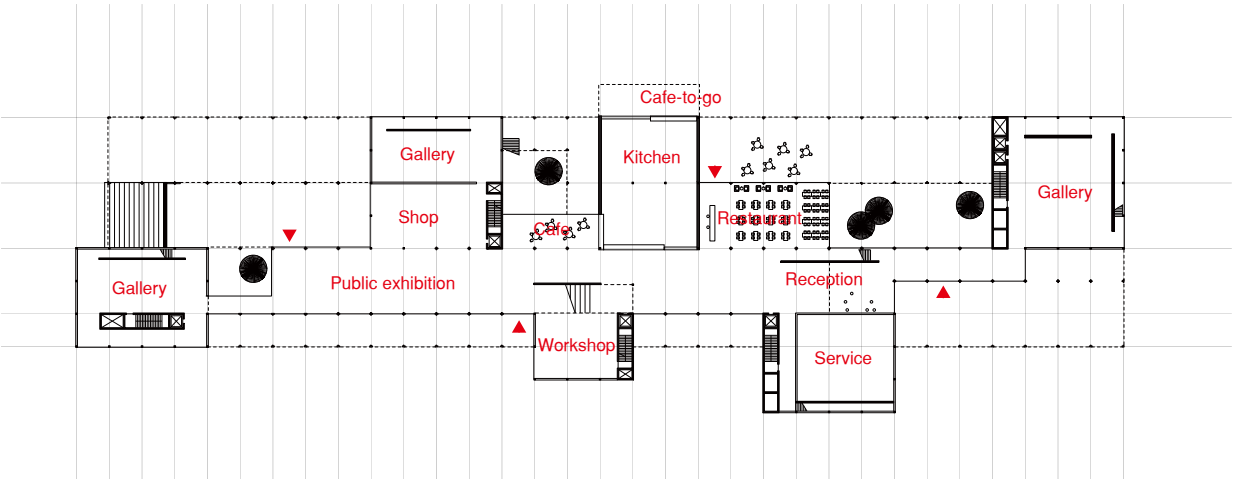 Cafe-to-go
Gallery
Kitchen
Gallery
Shop
Cafe
Restaurant
Gallery
Public exhibition
Reception
Workshop
Service